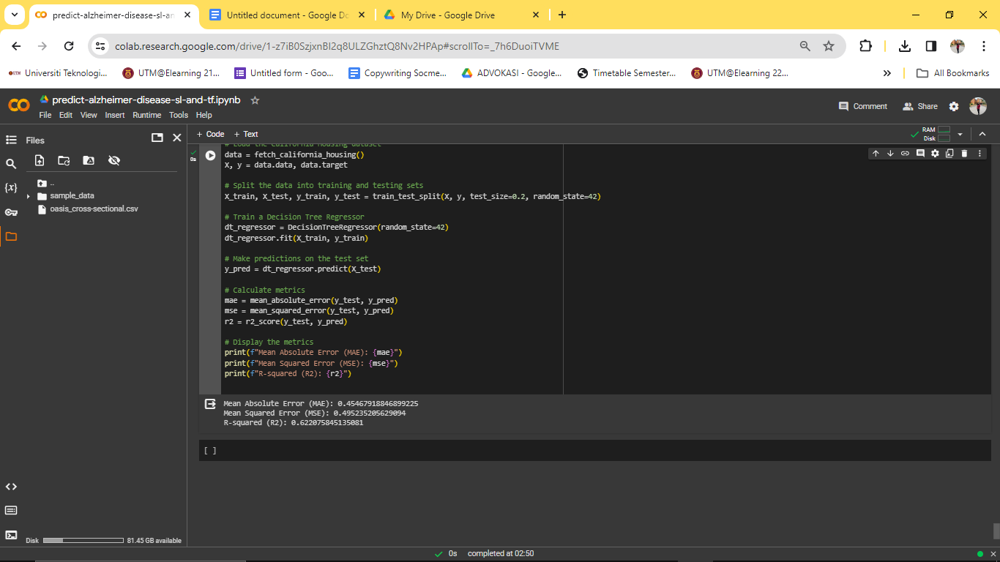 predict-alzheimer-disease-sl-an
Untitled document - Google Do
My Drive - Google Drive
colab.research.google.com/drive/1-z7iB0SzjxnBI2q8ULZGhztQ8Nv2HPAp#scrollTo=_7h6DuoiTVME
UTM Universiti Teknologi...
UTM@Elearning 21...
Untitled form - Goo...
Copywriting Socme...
ADVOKASI - Google...
Timetable Semester...
UTM@Elearning 22...
All Bookmarks
predict-alzheimer-disease-sl-and-tf.ipynb
File Edit View Insert Runtime Tools Help
Comment
Share
Files
+ Code + Text
RAM
Disk
..
sample_data
oasis_cross-sectional.csv
0s
# Load the California housing dataset
data = fetch_california_housing()
X, y = data.data, data.target
# Split the data into training and testing sets
X_train, X_test, y_train, y_test = train_test_split(X, y, test_size=0.2, random_state=42)
# Train a Decision Tree Regressor
dt_regressor = DecisionTreeRegressor(random_state=42)
dt_regressor.fit(X_train, y_train)
# Make predictions on the test set
y_pred = dt_regressor.predict(X_test)
# Calculate metrics
mae = mean_absolute_error(y_test, y_pred)
mse = mean_squared_error(y_test, y_pred)
r2 = r2_score(y_test, y_pred)
# Display the metrics
print(f"Mean Absolute Error (MAE): {mae}")
print(f"Mean Squared Error (MSE): {mse}")
print(f"R-squared (R2): {r2}")
Mean Absolute Error (MAE): 0.45467918846899225
Mean Squared Error (MSE): 0.495235205629094
R-squared (R2): 0.622075845135081
[ ]
Disk
81.45 GB available
0s completed at 02:50